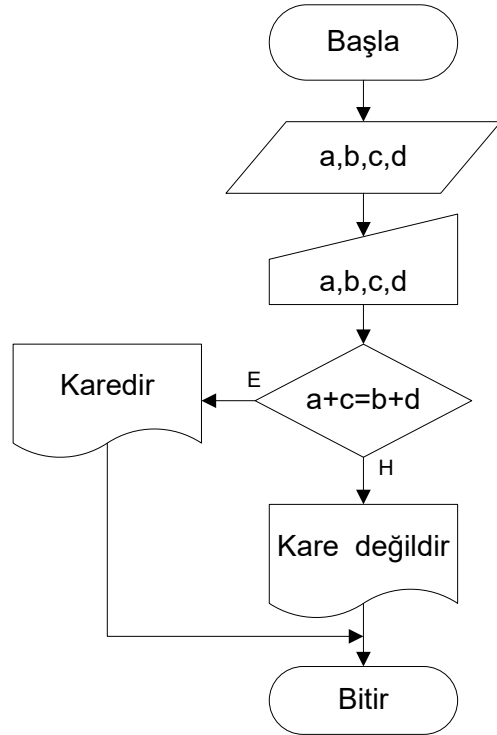 Başla
a,b,c,d
a,b,c,d
a+c=b+d
E
Karedir
H
Kare değildir
Bitir